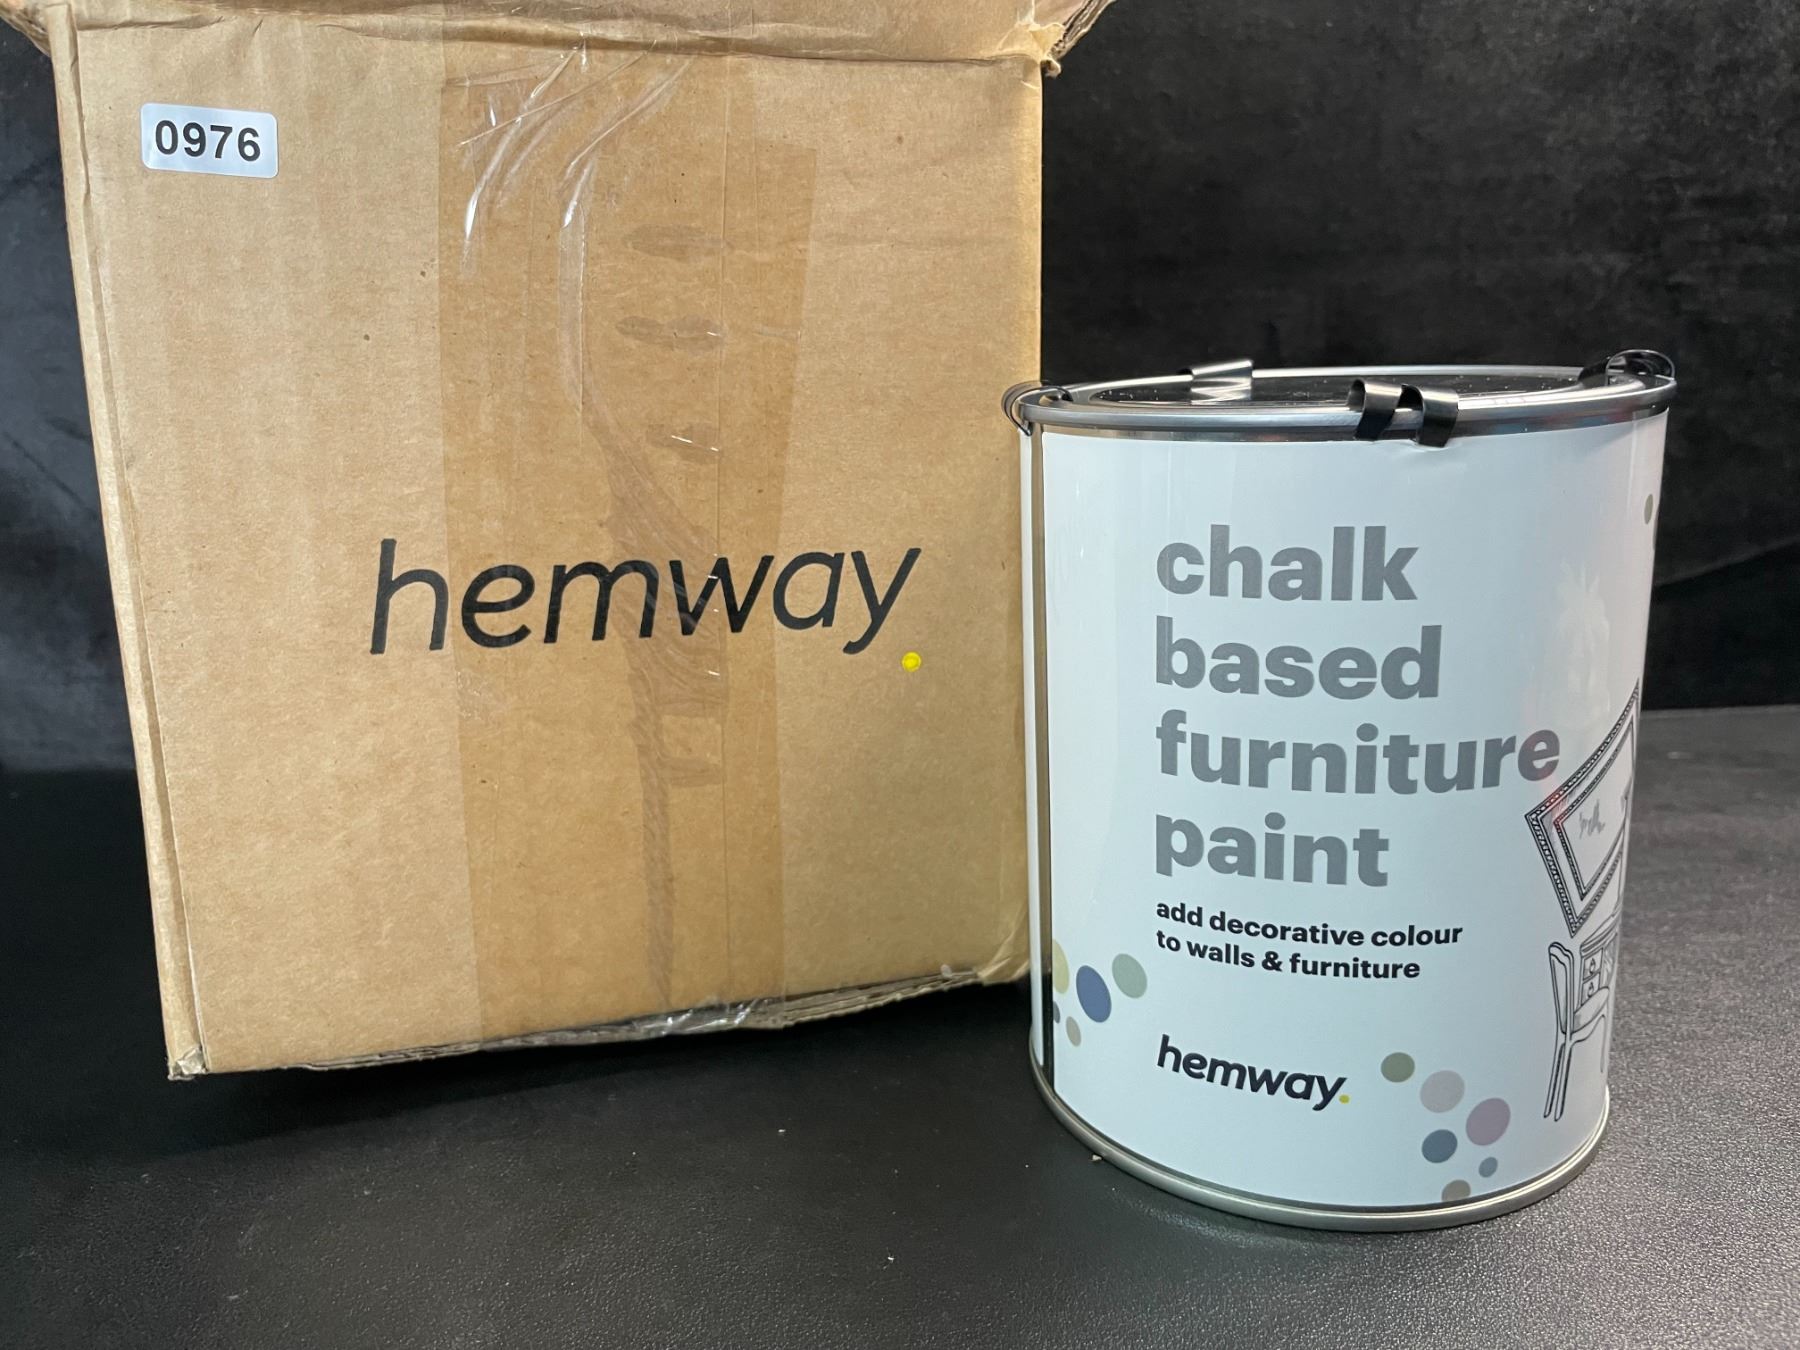 0976
hemway.
chalk
based
furniture
paint
add decorative colour
to walls & furniture
hemway.